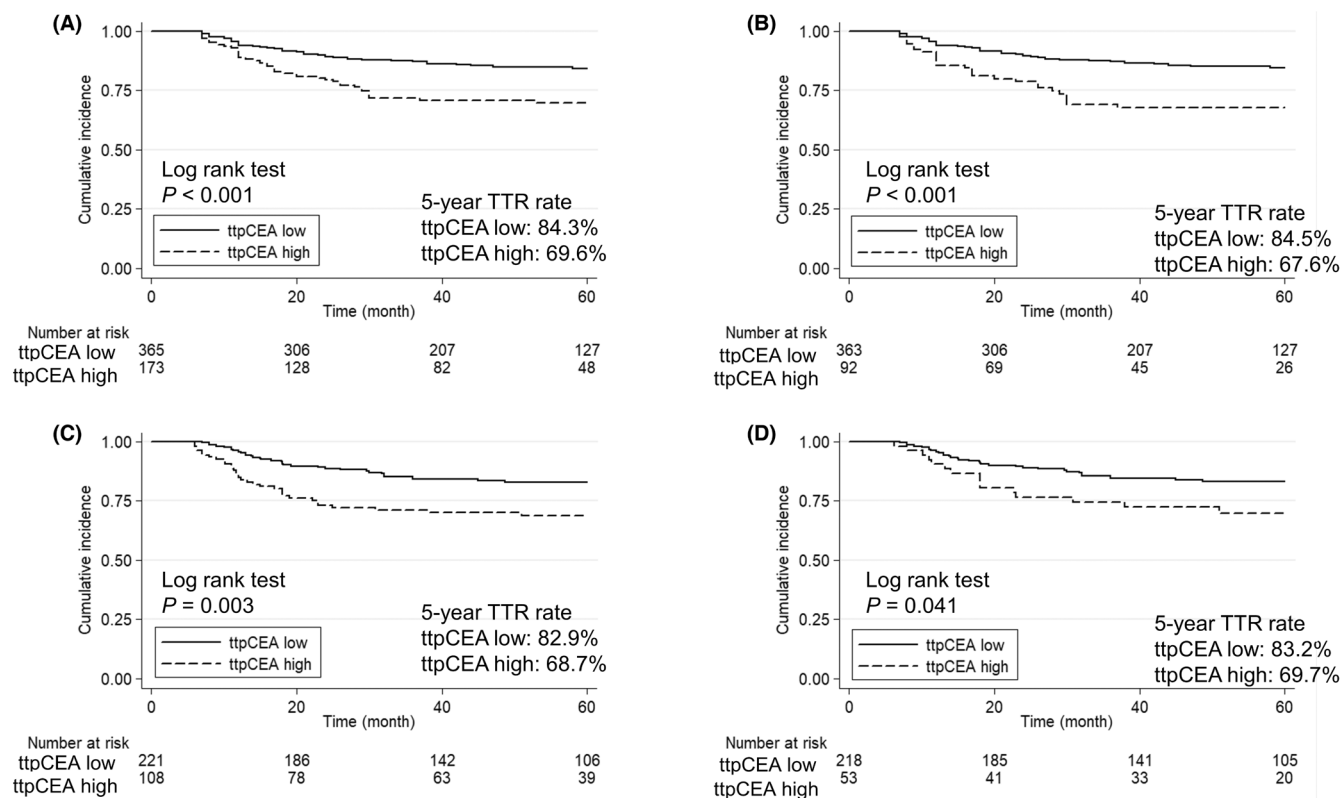 (A)
1.00
0.75
0.50
0.25
0.00
Cumulative incidence
Log rank test
P < 0.001
ttpCEA low
ttpCEA high
5-year TTR rate
ttpCEA low: 84.3%
ttpCEA high: 69.6%
0 20 40 60
Time (month)
Number at risk
ttpCEA low 365 306 207 127
ttpCEA high 173 128 82 48
(B)
1.00
0.75
0.50
0.25
0.00
Cumulative incidence
Log rank test
P < 0.001
ttpCEA low
ttpCEA high
5-year TTR rate
ttpCEA low: 84.5%
ttpCEA high: 67.6%
0 20 40 60
Time (month)
Number at risk
ttpCEA low 363 306 207 127
ttpCEA high 92 69 45 26
(C)
1.00
0.75
0.50
0.25
0.00
Cumulative incidence
Log rank test
P = 0.003
ttpCEA low
ttpCEA high
5-year TTR rate
ttpCEA low: 82.9%
ttpCEA high: 68.7%
0 20 40 60
Time (month)
Number at risk
ttpCEA low 221 186 142 106
ttpCEA high 108 78 63 39
(D)
1.00
0.75
0.50
0.25
0.00
Cumulative incidence
Log rank test
P = 0.041
ttpCEA low
ttpCEA high
5-year TTR rate
ttpCEA low: 83.2%
ttpCEA high: 69.7%
0 20 40 60
Time (month)
Number at risk
ttpCEA low 218 185 141 105
ttpCEA high 53 41 33 20